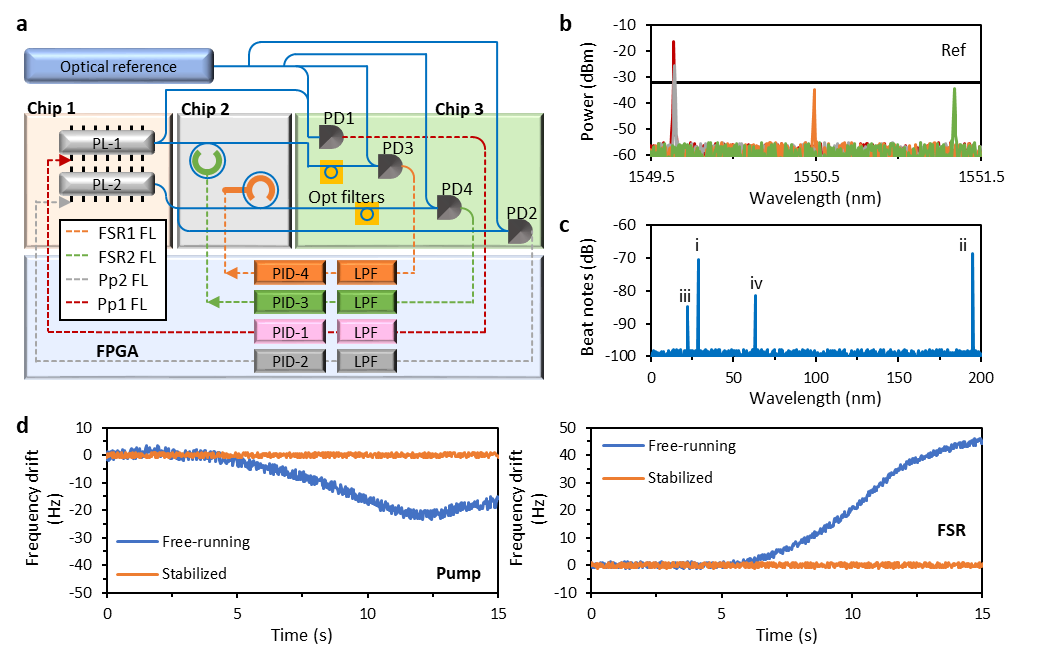 a
Optical reference
Chip 1
Chip 2
Chip 3
PL-1
PL-2
PD1
PD3
PD4
PD2
Opt filters
FSR1 FL
FSR2 FL
Pp2 FL
Pp1 FL
PID-4
LPF
PID-3
LPF
PID-1
LPF
PID-2
LPF
FPGA
b
Power (dBm)
-10
-20
-30
-40
-50
-60
Ref
1549.5
1550.5
1551.5
Wavelength (nm)
c
Beat notes (dB)
-60
-70
-80
-90
-100
i
ii
iii
iv
0
50
100
150
200
Wavelength (nm)
d
Frequency drift
(Hz)
10
0
-10
-20
-30
-40
-50
Free-running
Stabilized
Pump
0
5
10
15
Time (s)
Frequency drift
(Hz)
50
40
30
20
10
0
-10
Free-running
Stabilized
FSR
0
5
10
15
Time (s)